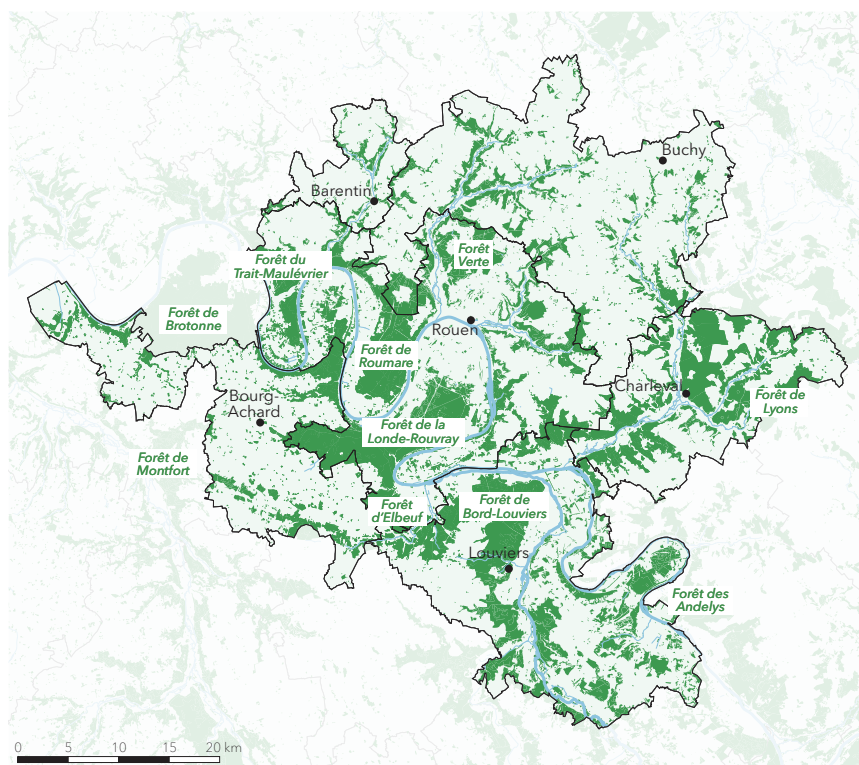 Buchy
Barentin
Forêt
Verte
Forêt du
Trait-Maulévrier
Forêt de
Brotonne
Rouen
Forêt de
Roumare
Charleval
Bourg-
Achard
Forêt de
Lyons
Forêt de la
Londe-Rouvray
Forêt de
Montfort
Forêt
d'Elbeuf
Forêt de
Bord-Louviers
Louviers
Forêt des
Andelys
0 5 10 15 20 km